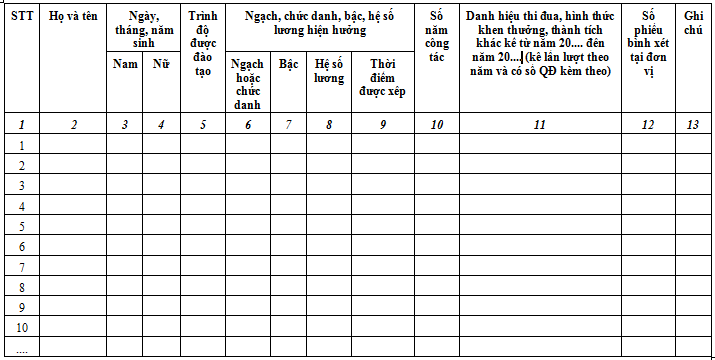 STT
Họ và tên
Ngày,
tháng, năm
sinh
Trình
độ
được
đào
tạo
Ngạch, chức danh, bậc, hệ số
lương hiện hưởng
Số
năm
công
tác
Danh hiệu thi đua, hình thức
khen thưởng, thành tích
khác kể từ năm 20.... đến
năm 20....(kê lần lượt theo
năm và có số QĐ kèm theo)
Số
phiếu
bình xét
tại đơn
vị
Ghi
chú
Nam
Nữ
Ngạch
hoặc
chức
danh
Bậc
Hệ số
lương
Thời
điểm
được xếp
1 2 3 4 5 6 7 8 9 10 11 12 13
1
2
3
4
5
6
7
8
9
10
....